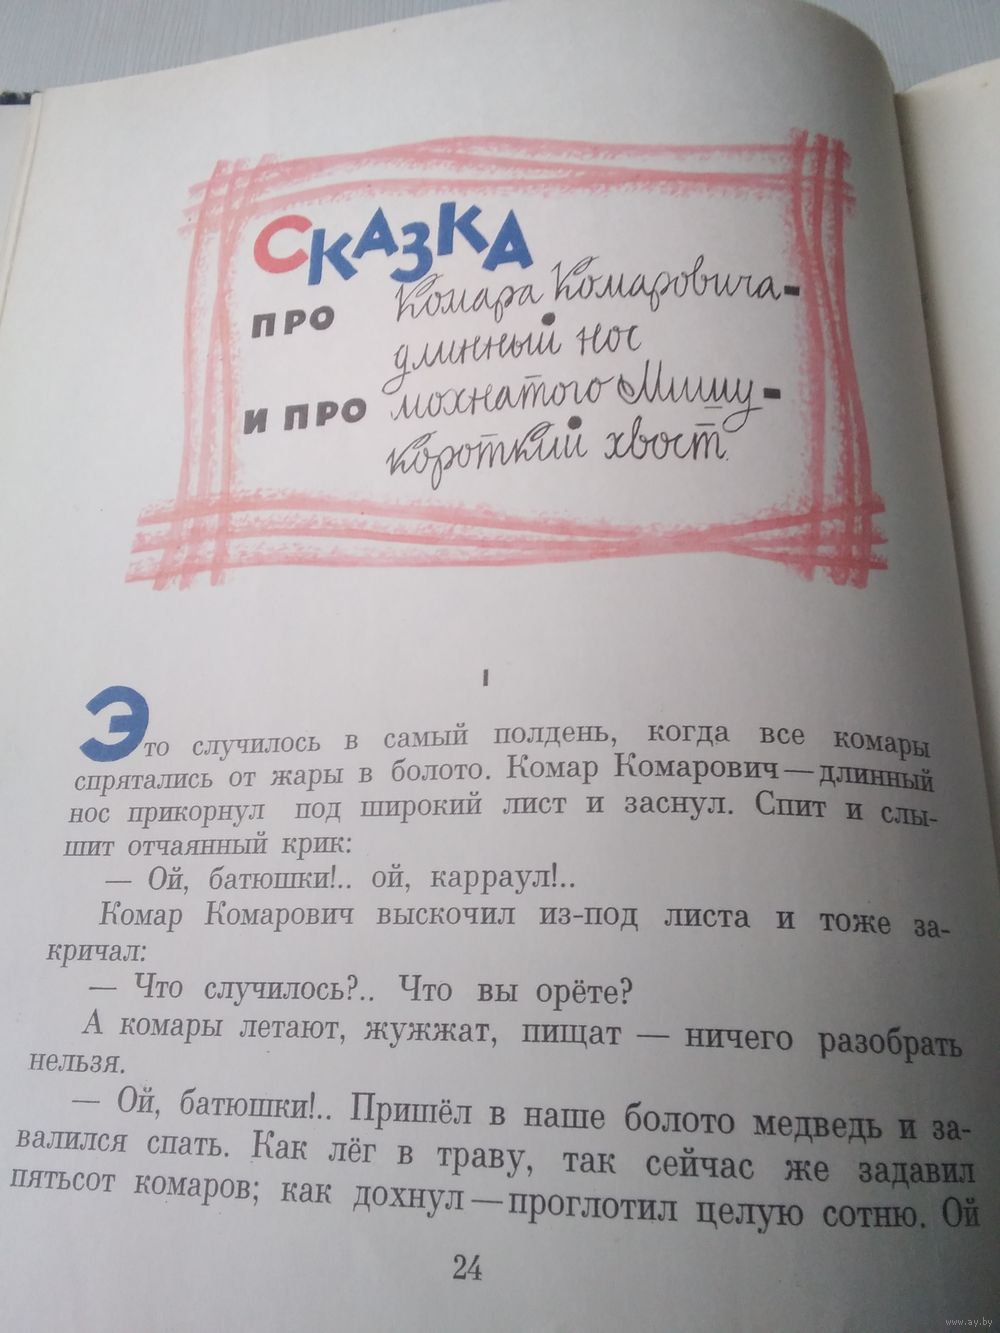 СКАЗКА
ПРО Комара Комаровича-
длинный нос
И ПРО мохнатого Мишу-
короткий хвост
I
Это случилось в самый полдень, когда все комары
спрятались от жары в болото. Комар Комарович — длинный
нос прикорнул под широкий лист и заснул. Спит и слы-
шит отчаянный крик:
— Ой, батюшки!.. ой, карраул!..
Комар Комарович выскочил из-под листа и тоже за-
кричал:
— Что случилось?.. Что вы орёте?
А комары летают, жужжат, пищат — ничего разобрать
нельзя.
— Ой, батюшки!.. Пришёл в наше болото медведь и за-
валился спать. Как лёг в траву, так сейчас же задавил
пятьсот комаров; как дохнул — проглотил целую сотню. Ой
24
www.ay.by